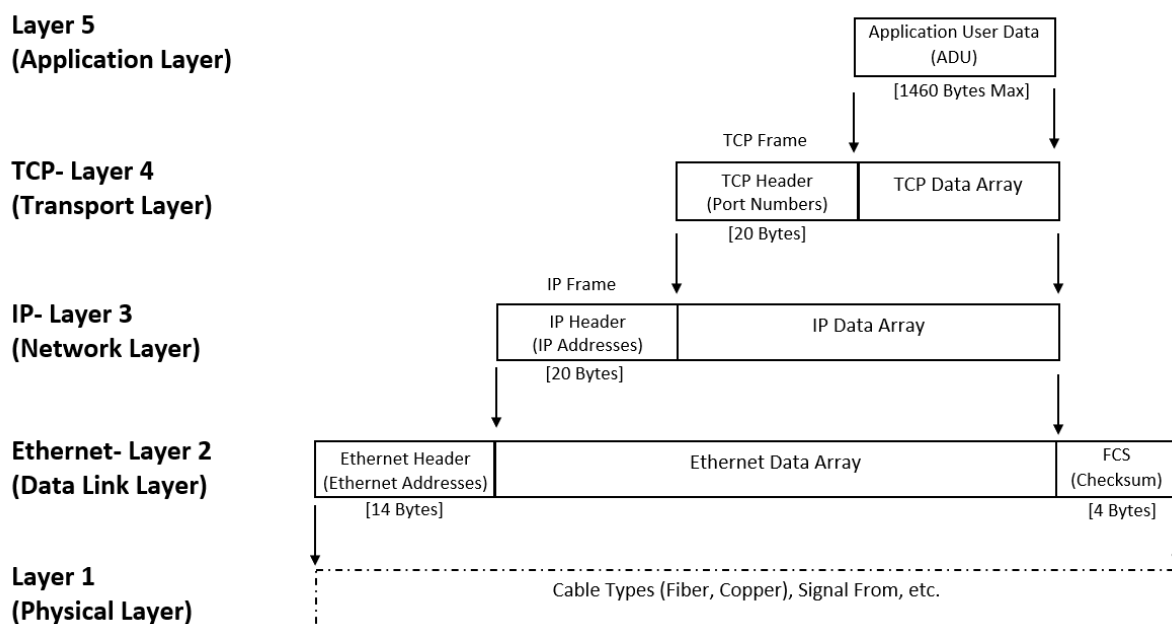 Layer 5
(Application Layer)
Application User Data
(ADU)
[1460 Bytes Max]
TCP Frame
TCP- Layer 4
(Transport Layer)
TCP Header
(Port Numbers)
TCP Data Array
[20 Bytes]
IP Frame
IP- Layer 3
(Network Layer)
IP Header
(IP Addresses)
IP Data Array
[20 Bytes]
Ethernet- Layer 2
(Data Link Layer)
Ethernet Header
(Ethernet Addresses)
Ethernet Data Array
FCS
(Checksum)
[14 Bytes]
[4 Bytes]
Layer 1
(Physical Layer)
Cable Types (Fiber, Copper), Signal From, etc.